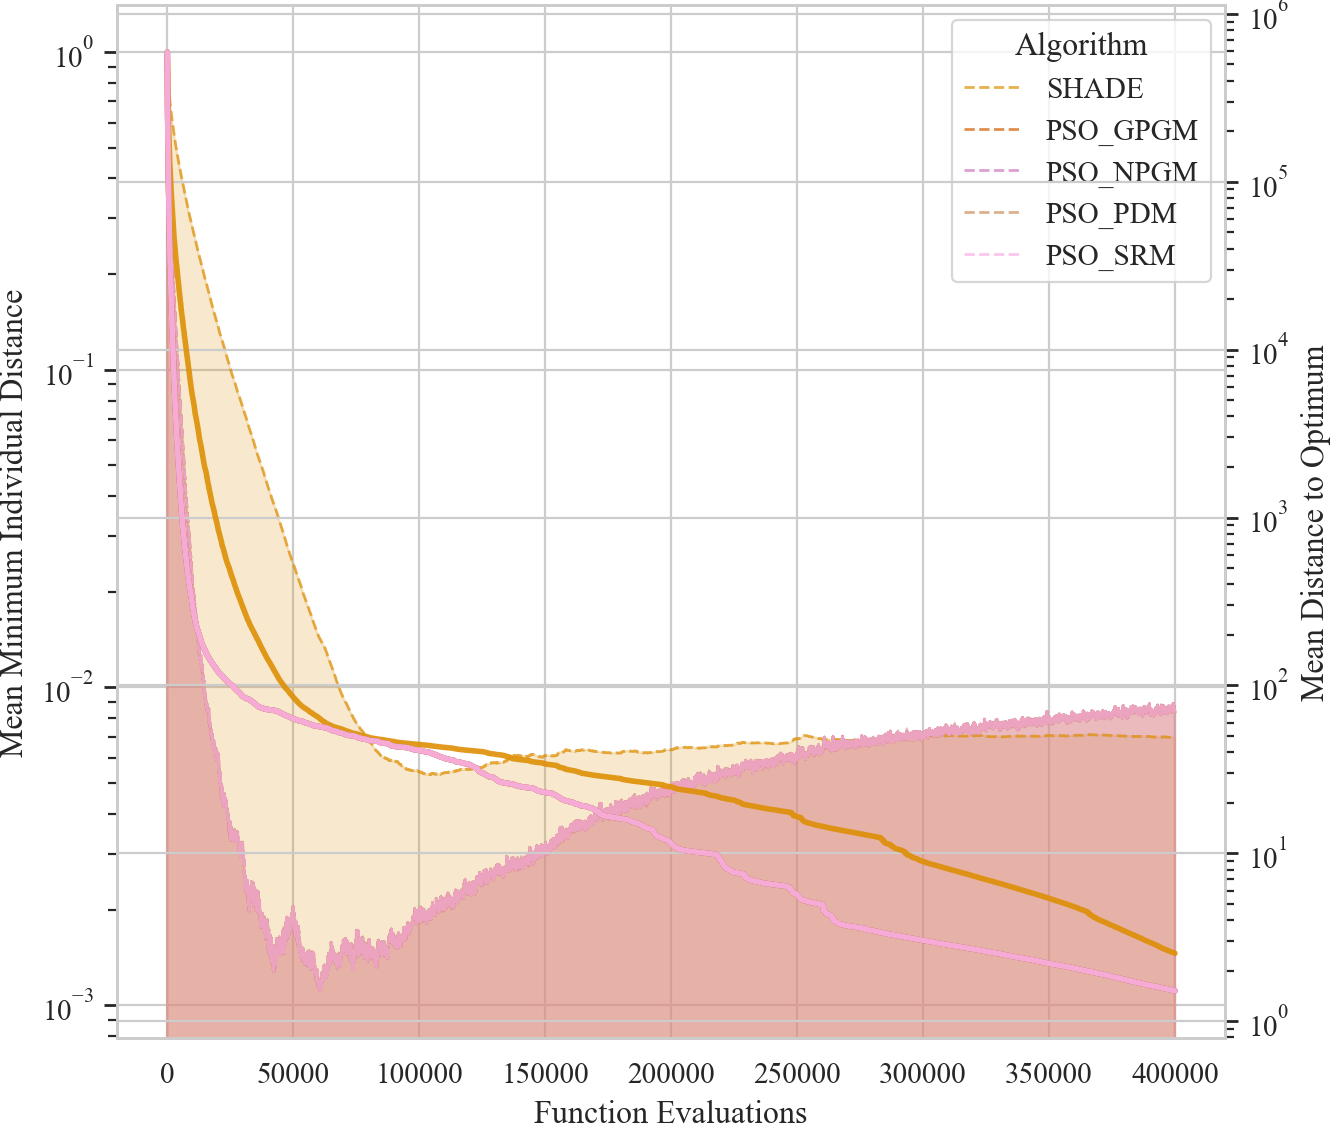 10^0
10^-1
10^-2
10^-3
Mean Minimum Individual Distance
Algorithm
SHADE
PSO_GPGM
PSO_NPGM
PSO_PDM
PSO_SRM
10^6
10^5
10^4
10^3
10^2
10^1
10^0
Mean Distance to Optimum
0 50000 100000 150000 200000 250000 300000 350000 400000
Function Evaluations